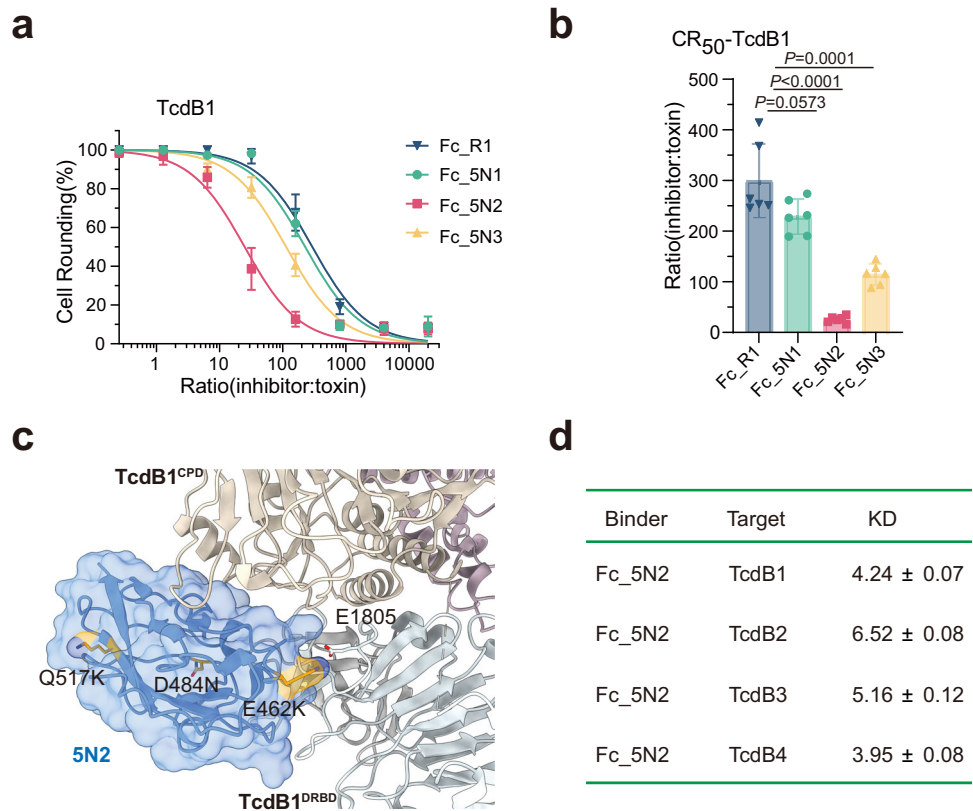 a
TcdB1
Cell Rounding(%)
100
80
60
40
20
0
1 10 100 1000 10000
Ratio(inhibitor:toxin)
Fc_R1
Fc_5N1
Fc_5N2
Fc_5N3
b
CR50-TcdB1
P=0.0001
P<0.0001
P=0.0573
Ratio(inhibitor:toxin)
500
400
300
200
100
0
Fc_R1
Fc_5N1
Fc_5N2
Fc_5N3
c
TcdB1CPD
E1805
Q517K
D484N
E462K
5N2
TcdB1DRBD
d
Binder Target KD
Fc_5N2 TcdB1 4.24 ± 0.07
Fc_5N2 TcdB2 6.52 ± 0.08
Fc_5N2 TcdB3 5.16 ± 0.12
Fc_5N2 TcdB4 3.95 ± 0.08